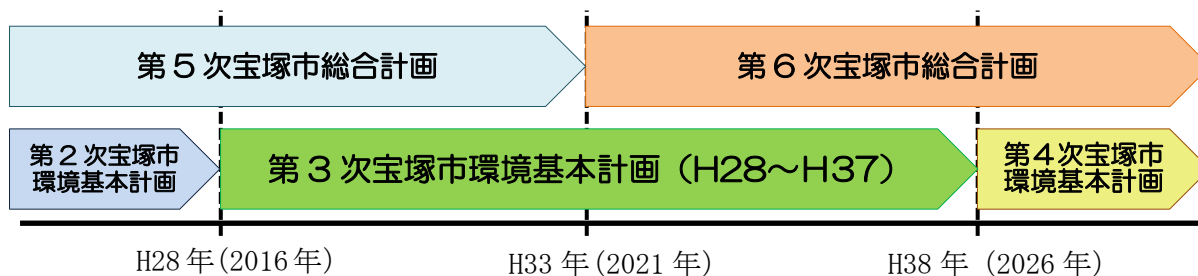 第５次宝塚市総合計画
第６次宝塚市総合計画
第２次宝塚市
環境基本計画
第３次宝塚市環境基本計画（H28～H37）
第４次宝塚市
環境基本計画
H28 年(2016 年)
H33 年(2021 年)
H38 年 (2026 年)